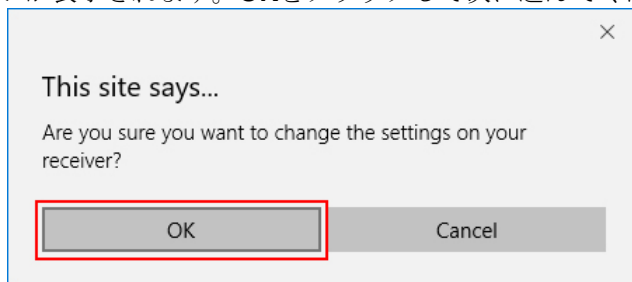 This site says...
Are you sure you want to change the settings on your
receiver?
OK
Cancel